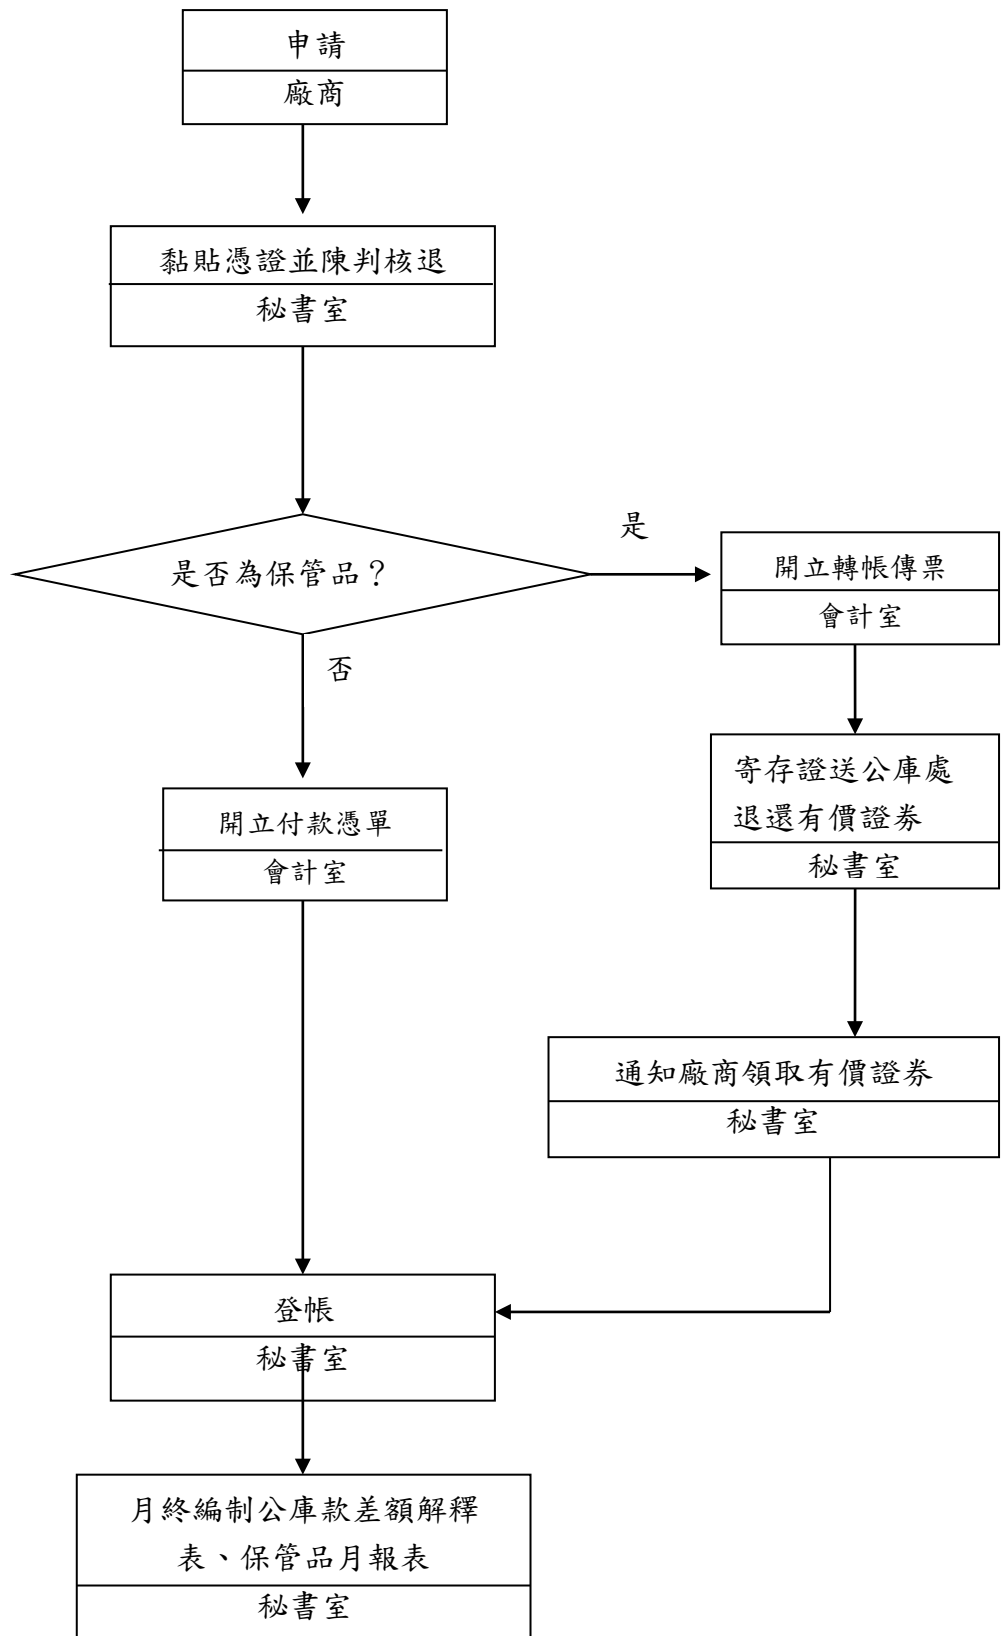 申請
廠商
黏貼憑證並陳判核退
秘書室
是否為保管品？
是
否
開立轉帳傳票
會計室
寄存證送公庫處
退還有價證券
秘書室
開立付款憑單
會計室
通知廠商領取有價證券
秘書室
登帳
秘書室
月終編制公庫款差額解釋
表、保管品月報表
秘書室